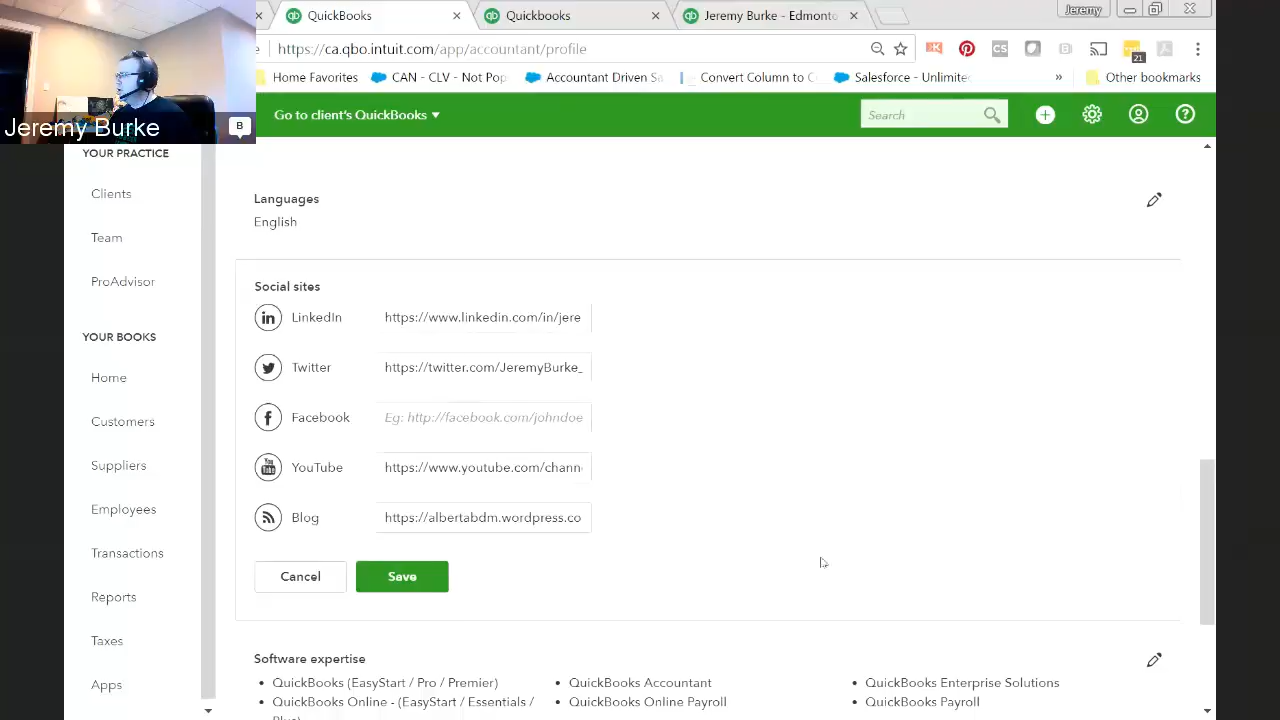 QuickBooks
Quickbooks
Jeremy Burke - Edmonto
Jeremy
https://ca.qbo.intuit.com/app/accountant/profile
CS
B
21
Home Favorites
CAN - CLV - Not Pop
Accountant Driven Sa
Convert Column to C
Salesforce - Unlimite
»
Other bookmarks
Go to client's QuickBooks
Search
Jeremy Burke
B
YOUR PRACTICE
Clients
Team
ProAdvisor
YOUR BOOKS
Home
Customers
Suppliers
Employees
Transactions
Reports
Taxes
Apps
Languages
English
Social sites
LinkedIn https://www.linkedin.com/in/jere
Twitter https://twitter.com/JeremyBurke_
Facebook Eg: http://facebook.com/johndoe
YouTube https://www.youtube.com/chann
Blog https://albertabdm.wordpress.co
Cancel Save
Software expertise
• QuickBooks (EasyStart / Pro / Premier) • QuickBooks Accountant • QuickBooks Enterprise Solutions
• QuickBooks Online - (EasyStart / Essentials / • QuickBooks Online Payroll • QuickBooks Payroll